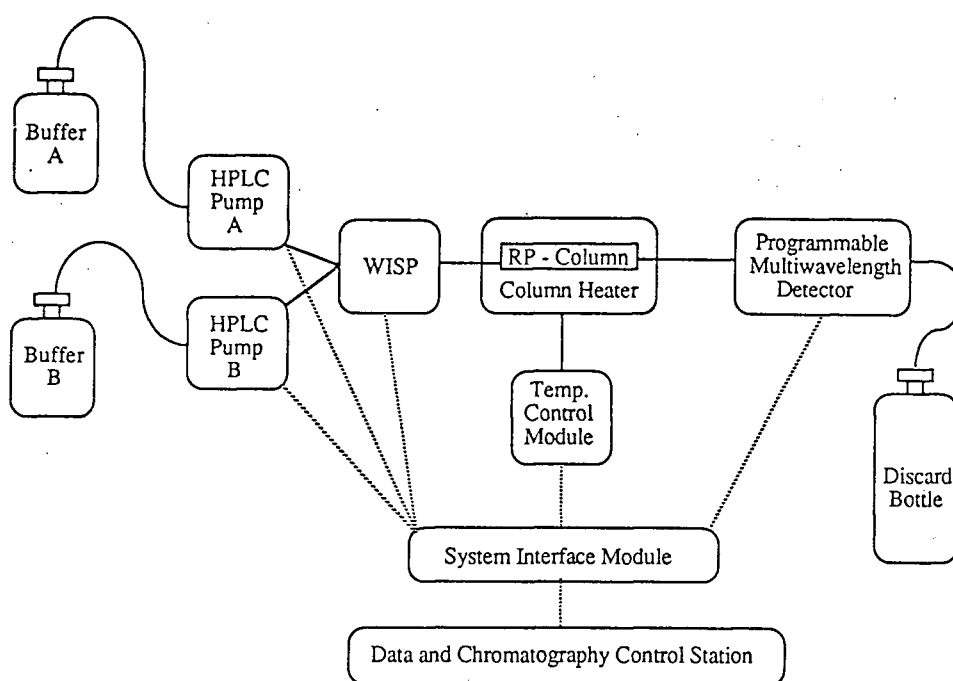 Buffer
A
HPLC
Pump
A
Buffer
B
HPLC
Pump
B
WISP
RP - Column
Column Heater
Programmable
Multiwavelength
Detector
Temp.
Control
Module
Discard
Bottle
System Interface Module
Data and Chromatography Control Station